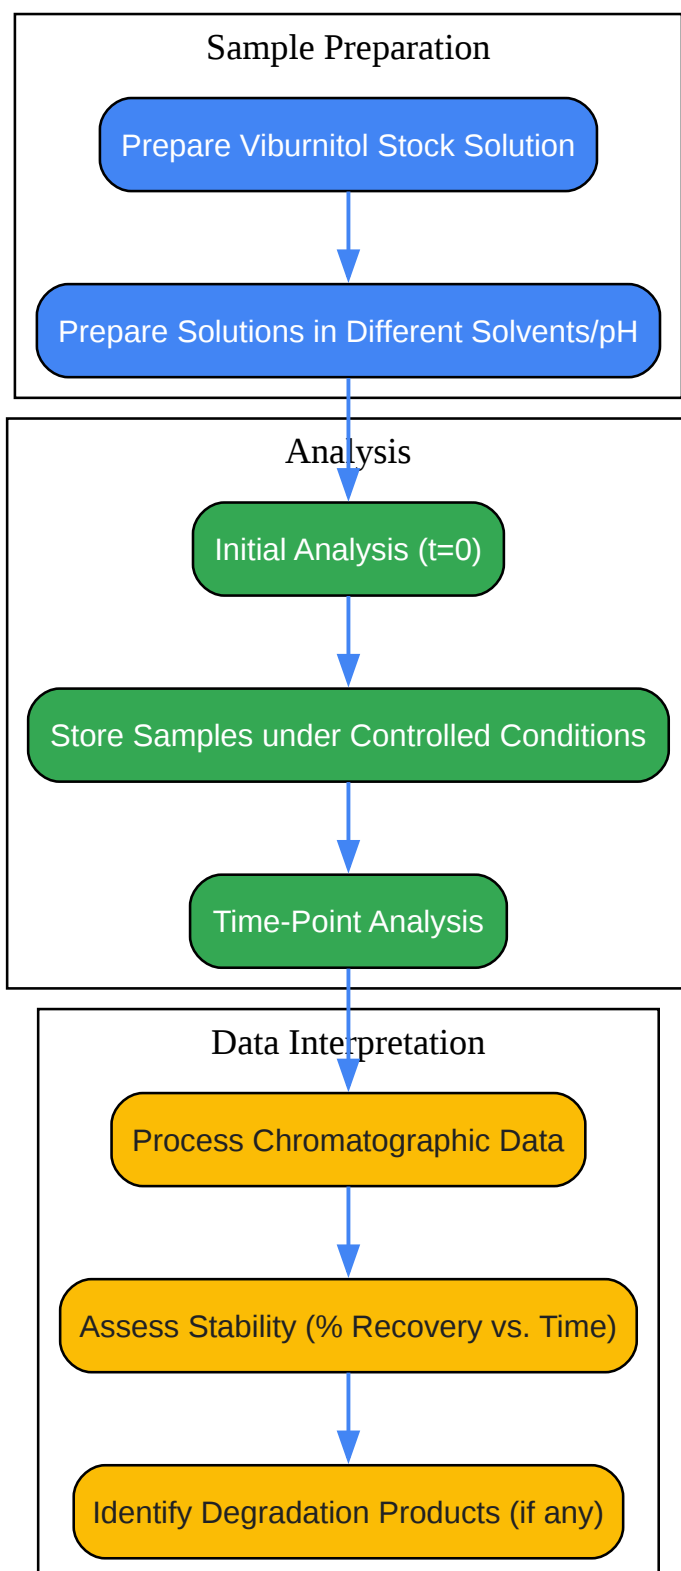 Sample Preparation
Prepare Viburnitol Stock Solution
Prepare Solutions in Different Solvents/pH
Analysis
Initial Analysis (t=0)
Store Samples under Controlled Conditions
Time-Point Analysis
Data Interpretation
Process Chromatographic Data
Assess Stability (% Recovery vs. Time)
Identify Degradation Products (if any)